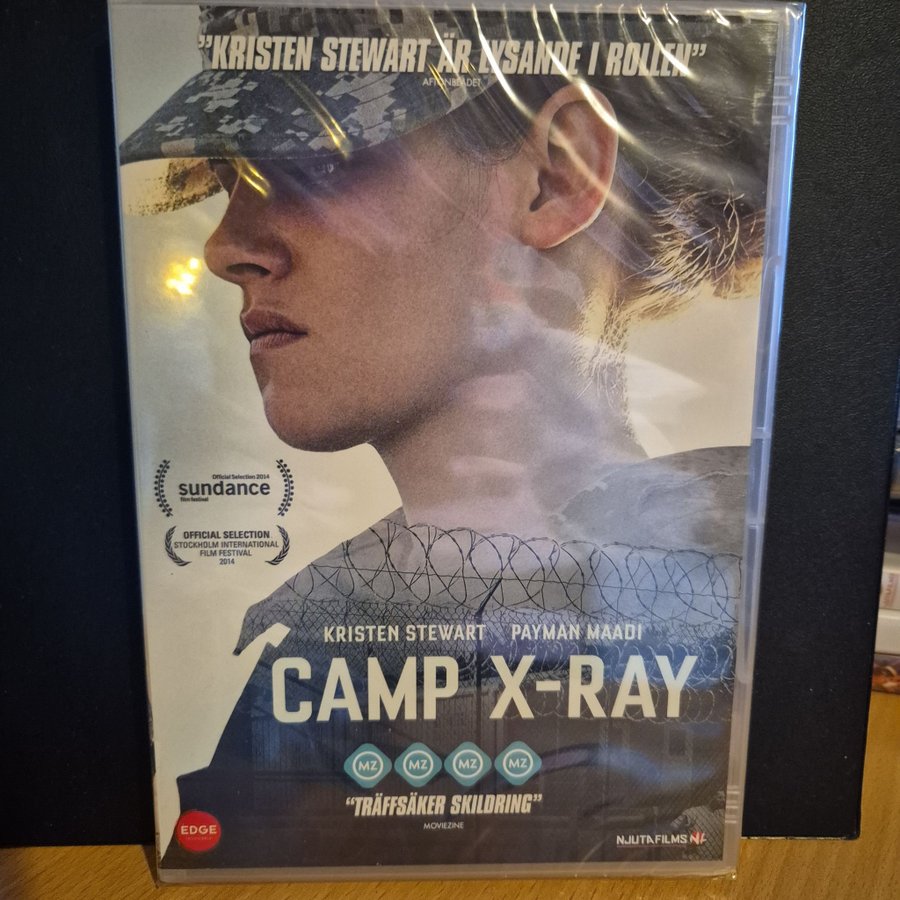 "KRISTEN STEWART ÄR LYSANDE I ROLLEN"
AFTONBLADET
Official Selection 2014
sundance
film festival
OFFICIAL SELECTION
STOCKHOLM INTERNATIONAL
FILM FESTIVAL
2014
KRISTEN STEWART PAYMAN MAADI
CAMP X-RAY
MZ MZ MZ MZ
"TRÄFFSÄKER SKILDRING"
MOVIEZINE
EDGE
NJUTAFILMS